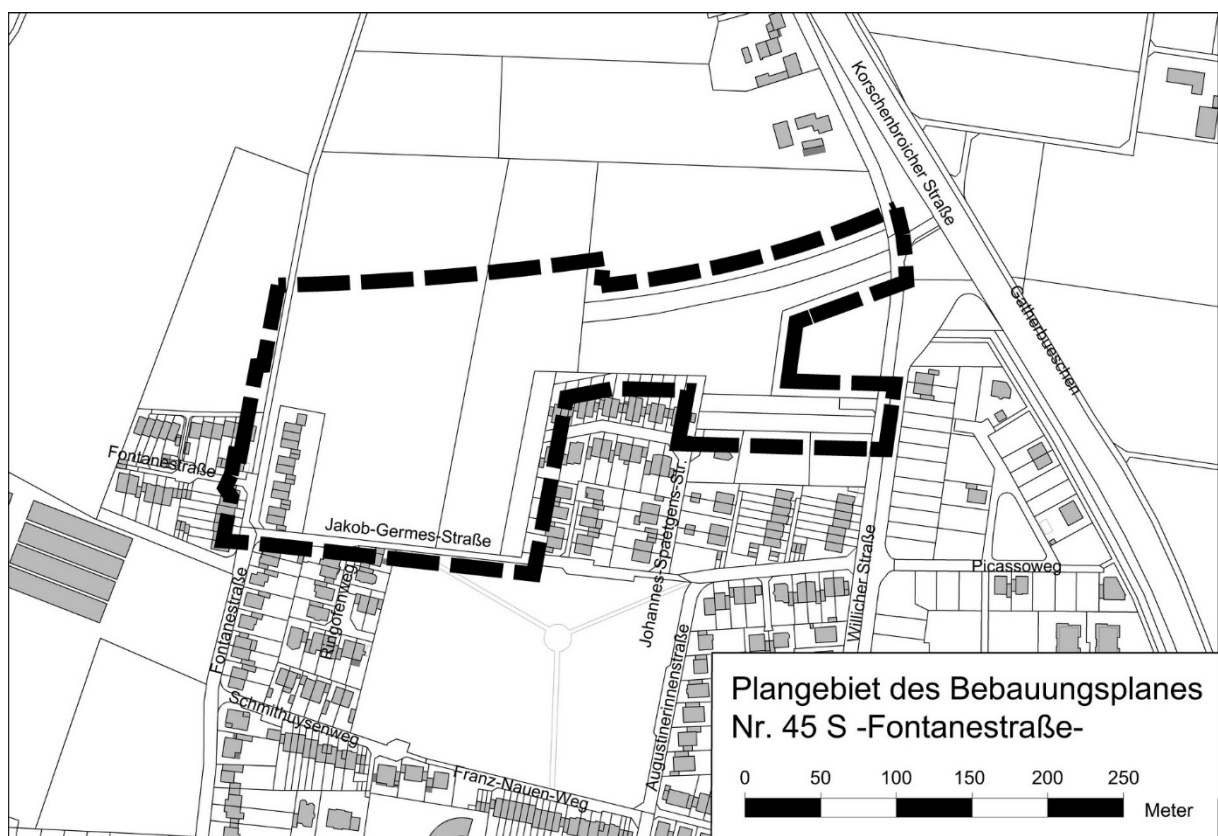 Korschenbroicher Straße
Gatherbueschen
Fontanestraße
Jakob-Germes-Straße
Johannes-Spaetgens-Str.
Willicher Straße
Picassoweg
Ringofenweg
Fontanestraße
Schmithuysenweg
Franz-Nauen-Weg
Augustinerinnenstraße
Plangebiet des Bebauungsplanes
Nr. 45 S -Fontanestraße-
0 50 100 150 200 250
Meter